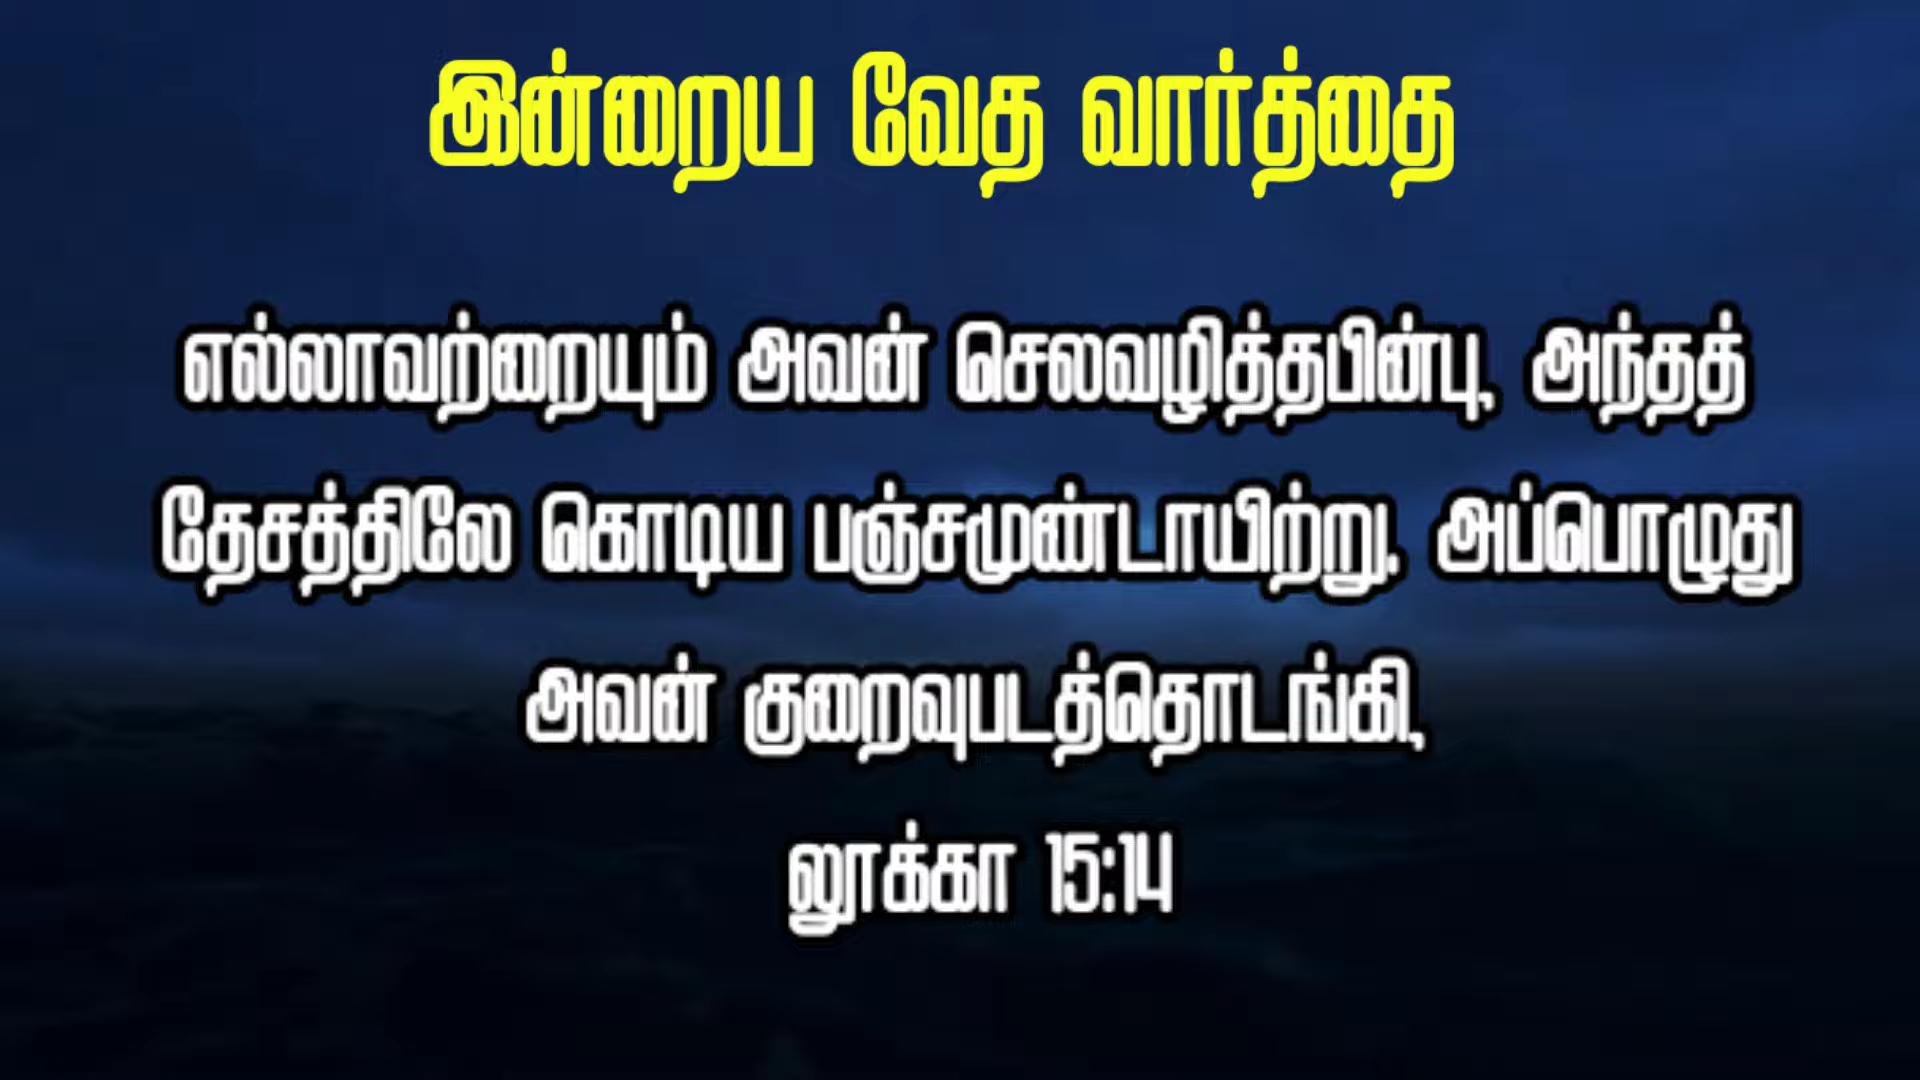 இன்றைய வேத வார்த்தை
எல்லாவற்றையும் அவன் செலவழித்தபின்பு, அந்தத்
தேசத்திலே கொடிய பஞ்சமுண்டாயிற்று. அப்பொழுது
அவன் குறைவுபடத்தொடங்கி,
லூக்கா 15:14